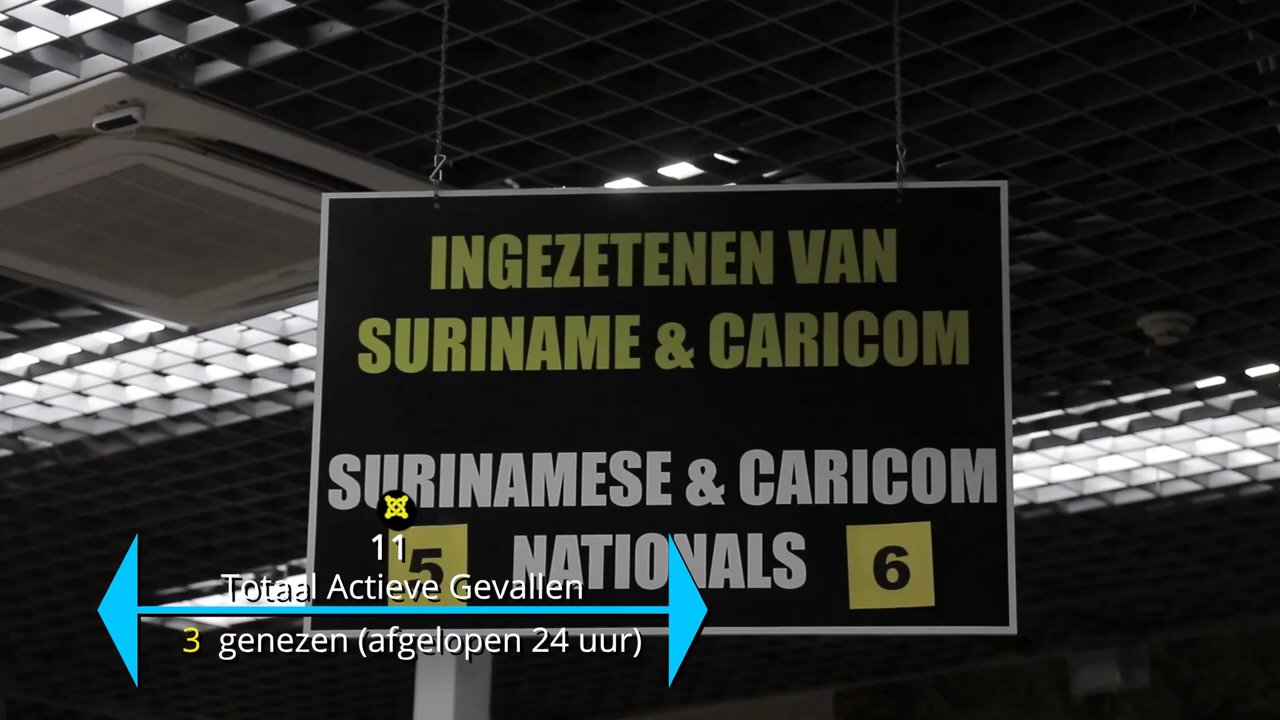 INGEZETENEN VAN
SURINAME & CARICOM
SURINAMESE & CARICOM
5 NATIONALS 6
11
Totaal Actieve Gevallen
3 genezen (afgelopen 24 uur)